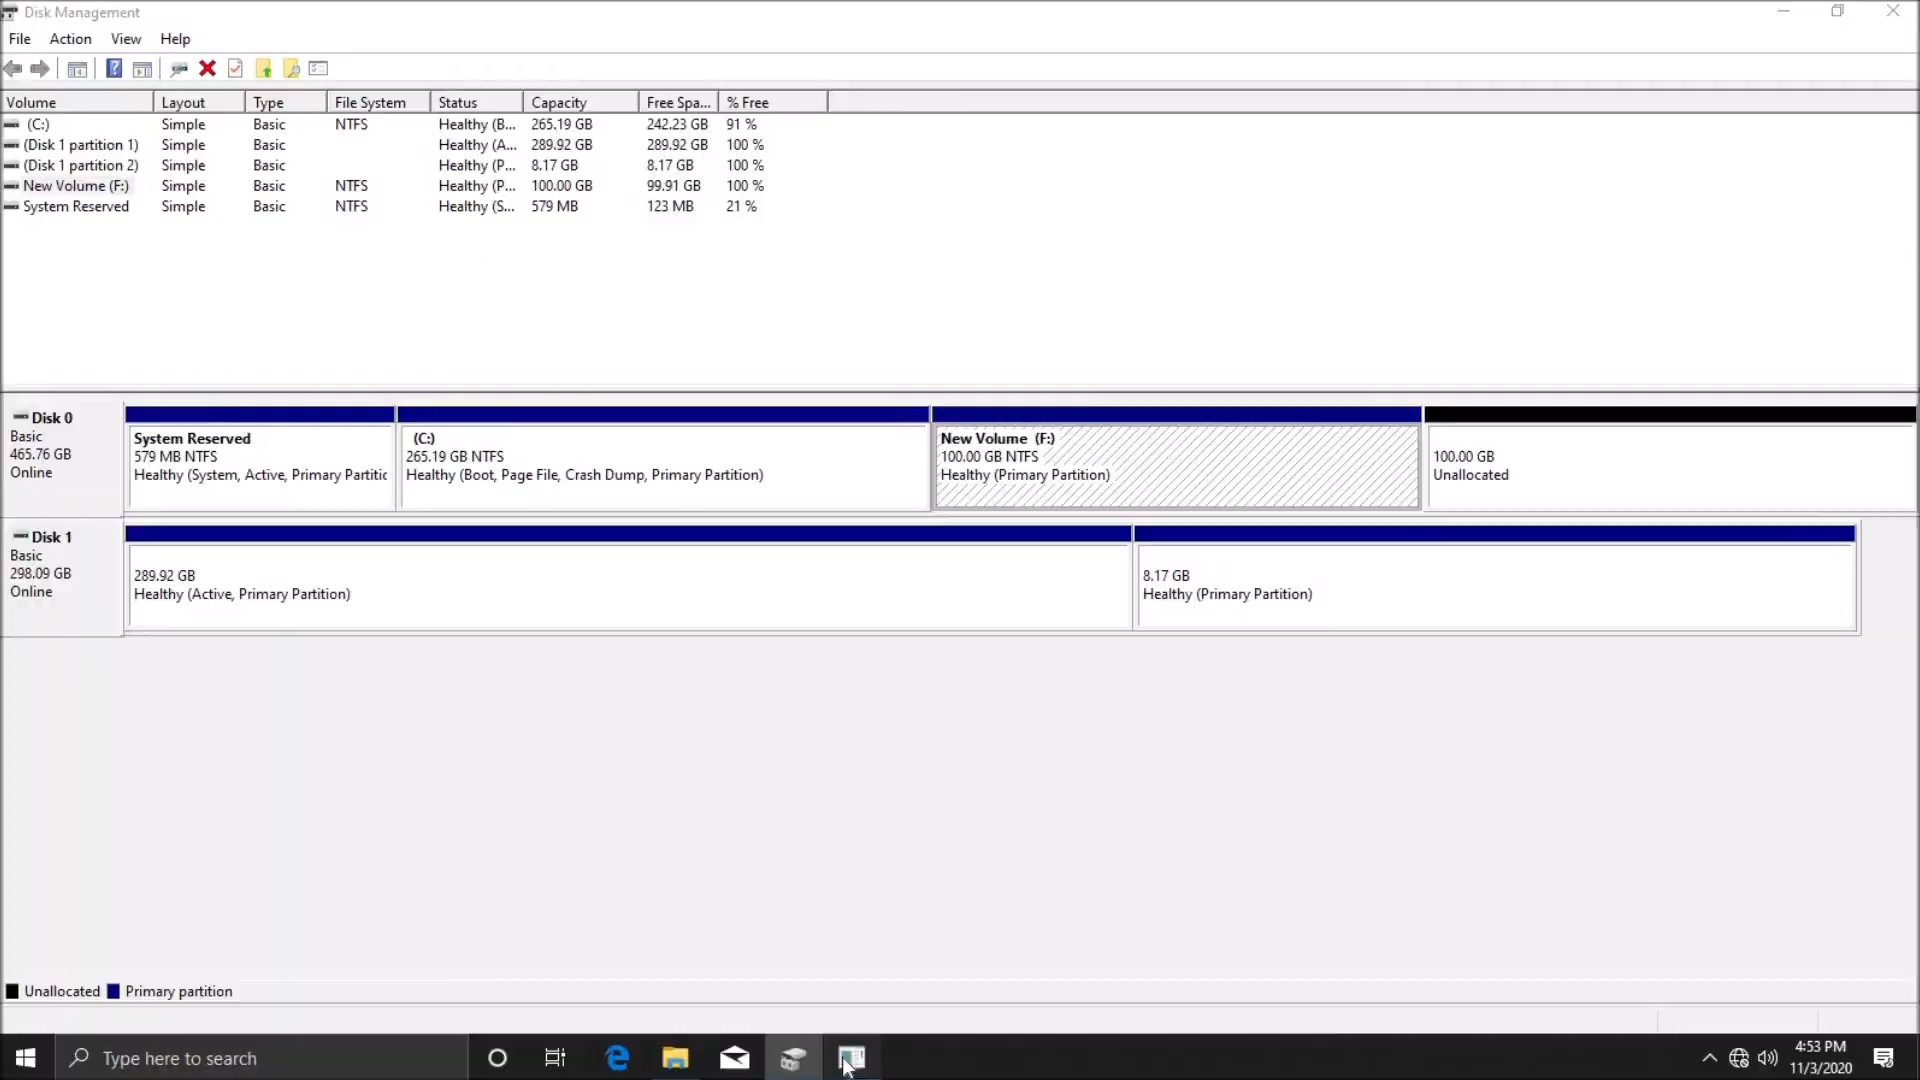 Disk Management
File Action View Help
Volume Layout Type File System Status Capacity Free Spa... % Free
(C:) Simple Basic NTFS Healthy (B... 265.19 GB 242.23 GB 91 %
(Disk 1 partition 1) Simple Basic Healthy (A... 289.92 GB 289.92 GB 100 %
(Disk 1 partition 2) Simple Basic Healthy (P... 8.17 GB 8.17 GB 100 %
New Volume (F:) Simple Basic NTFS Healthy (P... 100.00 GB 99.91 GB 100 %
System Reserved Simple Basic NTFS Healthy (S... 579 MB 123 MB 21 %
Disk 0
Basic
465.76 GB
Online
System Reserved
579 MB NTFS
Healthy (System, Active, Primary Partitic
(C:)
265.19 GB NTFS
Healthy (Boot, Page File, Crash Dump, Primary Partition)
New Volume (F:)
100.00 GB NTFS
Healthy (Primary Partition)
100.00 GB
Unallocated
Disk 1
Basic
298.09 GB
Online
289.92 GB
Healthy (Active, Primary Partition)
8.17 GB
Healthy (Primary Partition)
Unallocated Primary partition
Type here to search
4:53 PM
11/3/2020